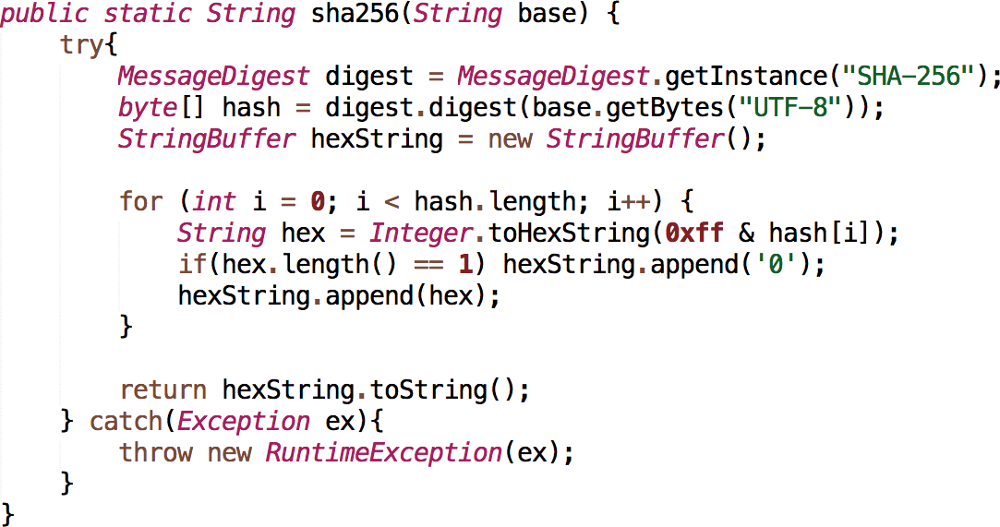 public static String sha256(String base) {
    try{
        MessageDigest digest = MessageDigest.getInstance("SHA-256");
        byte[] hash = digest.digest(base.getBytes("UTF-8"));
        StringBuffer hexString = new StringBuffer();

        for (int i = 0; i < hash.length; i++) {
            String hex = Integer.toHexString(0xff & hash[i]);
            if(hex.length() == 1) hexString.append('0');
            hexString.append(hex);
        }

        return hexString.toString();
    } catch(Exception ex){
        throw new RuntimeException(ex);
    }
}